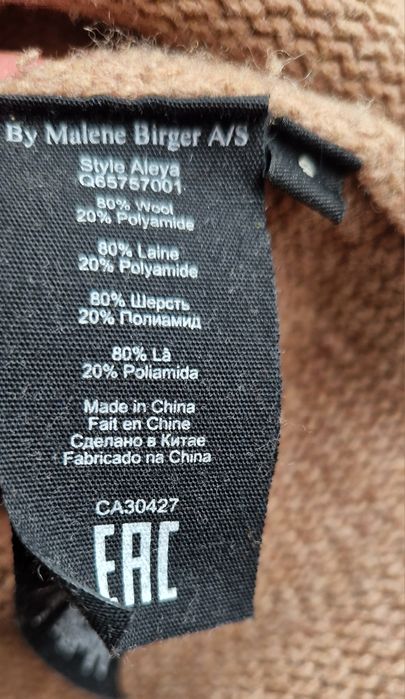 By Malene Birger A/S
Style Aleya
Q65757001
80% Wool
20% Polyamide
80% Laine
20% Polyamide
80% Шерсть
20% Полиамид
80% Lã
20% Poliamida
Made in China
Fait en Chine
Сделано в Китае
Fabricado na China
CA30427
EAC